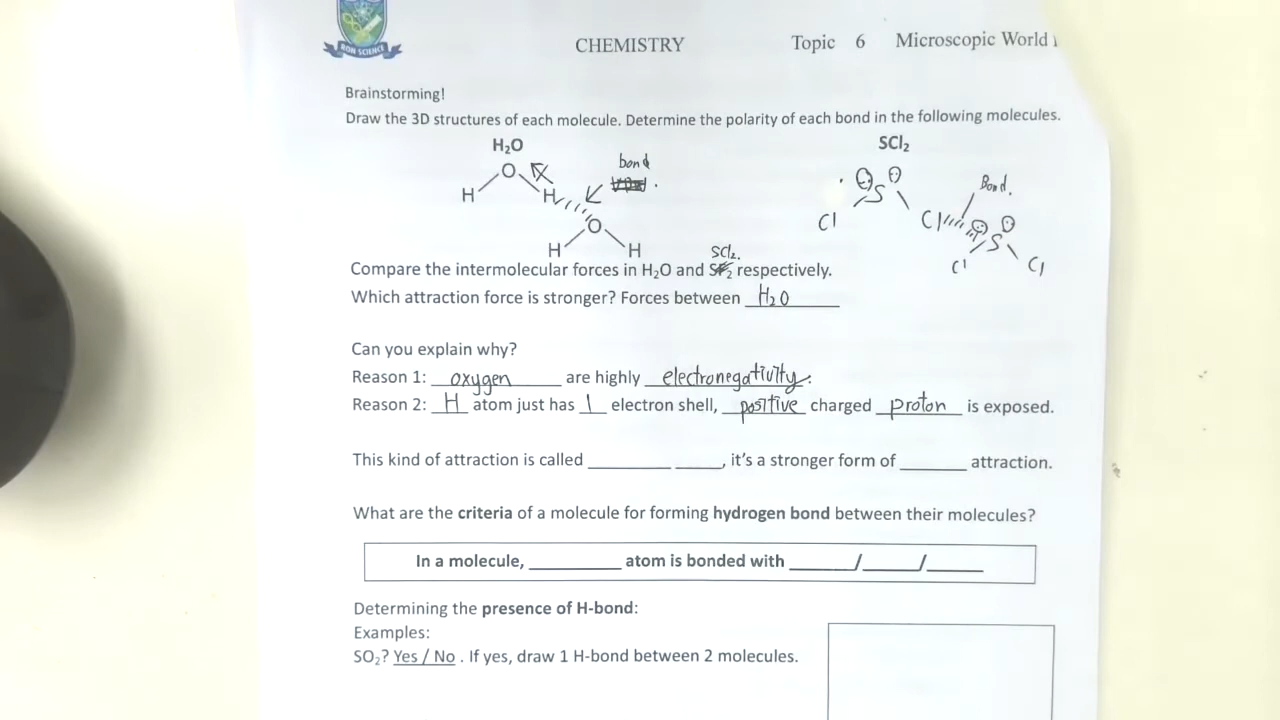 RON SCIENCE
CHEMISTRY Topic 6 Microscopic World
Brainstorming!
Draw the 3D structures of each molecule. Determine the polarity of each bond in the following molecules.
H₂O SCl₂
bond
O
H H
O
H H
Bond.
S
Cl Cl
S
Cl Cl
SCl₂.
Compare the intermolecular forces in H₂O and SF₂ respectively.
Which attraction force is stronger? Forces between H₂O
Can you explain why?
Reason 1: oxygen are highly electronegativity.
Reason 2: H atom just has 1 electron shell, positive charged proton is exposed.
This kind of attraction is called ________ _____, it's a stronger form of ______ attraction.
What are the criteria of a molecule for forming hydrogen bond between their molecules?
In a molecule, ________ atom is bonded with ______/_____/_____
Determining the presence of H-bond:
Examples:
SO₂? Yes / No . If yes, draw 1 H-bond between 2 molecules.